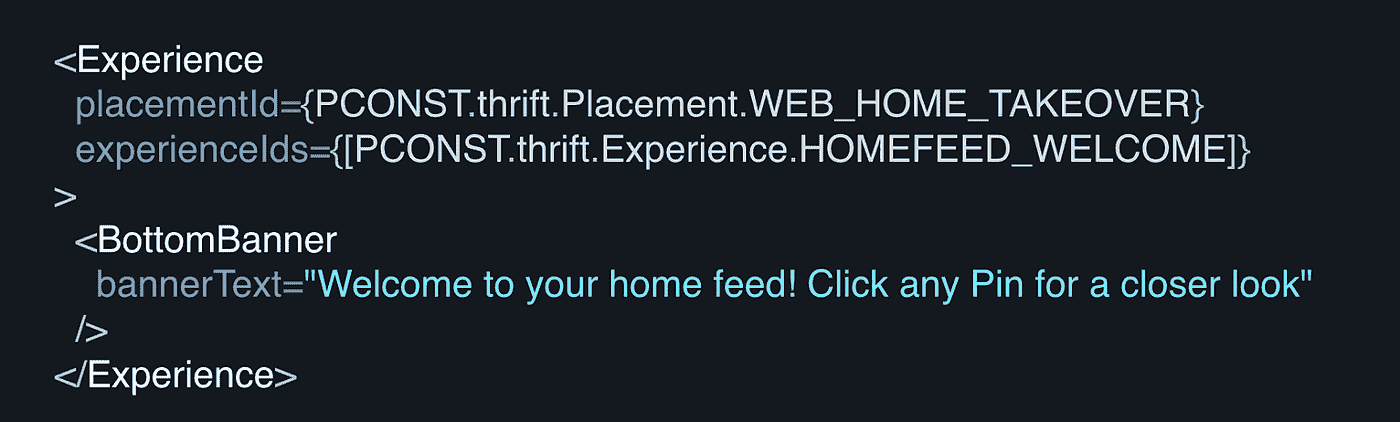 <Experience
  placementId={PCONST.thrift.Placement.WEB_HOME_TAKEOVER}
  experienceIds={[PCONST.thrift.Experience.HOMEFEED_WELCOME]}
>
  <BottomBanner
    bannerText="Welcome to your home feed! Click any Pin for a closer look"
  />
</Experience>